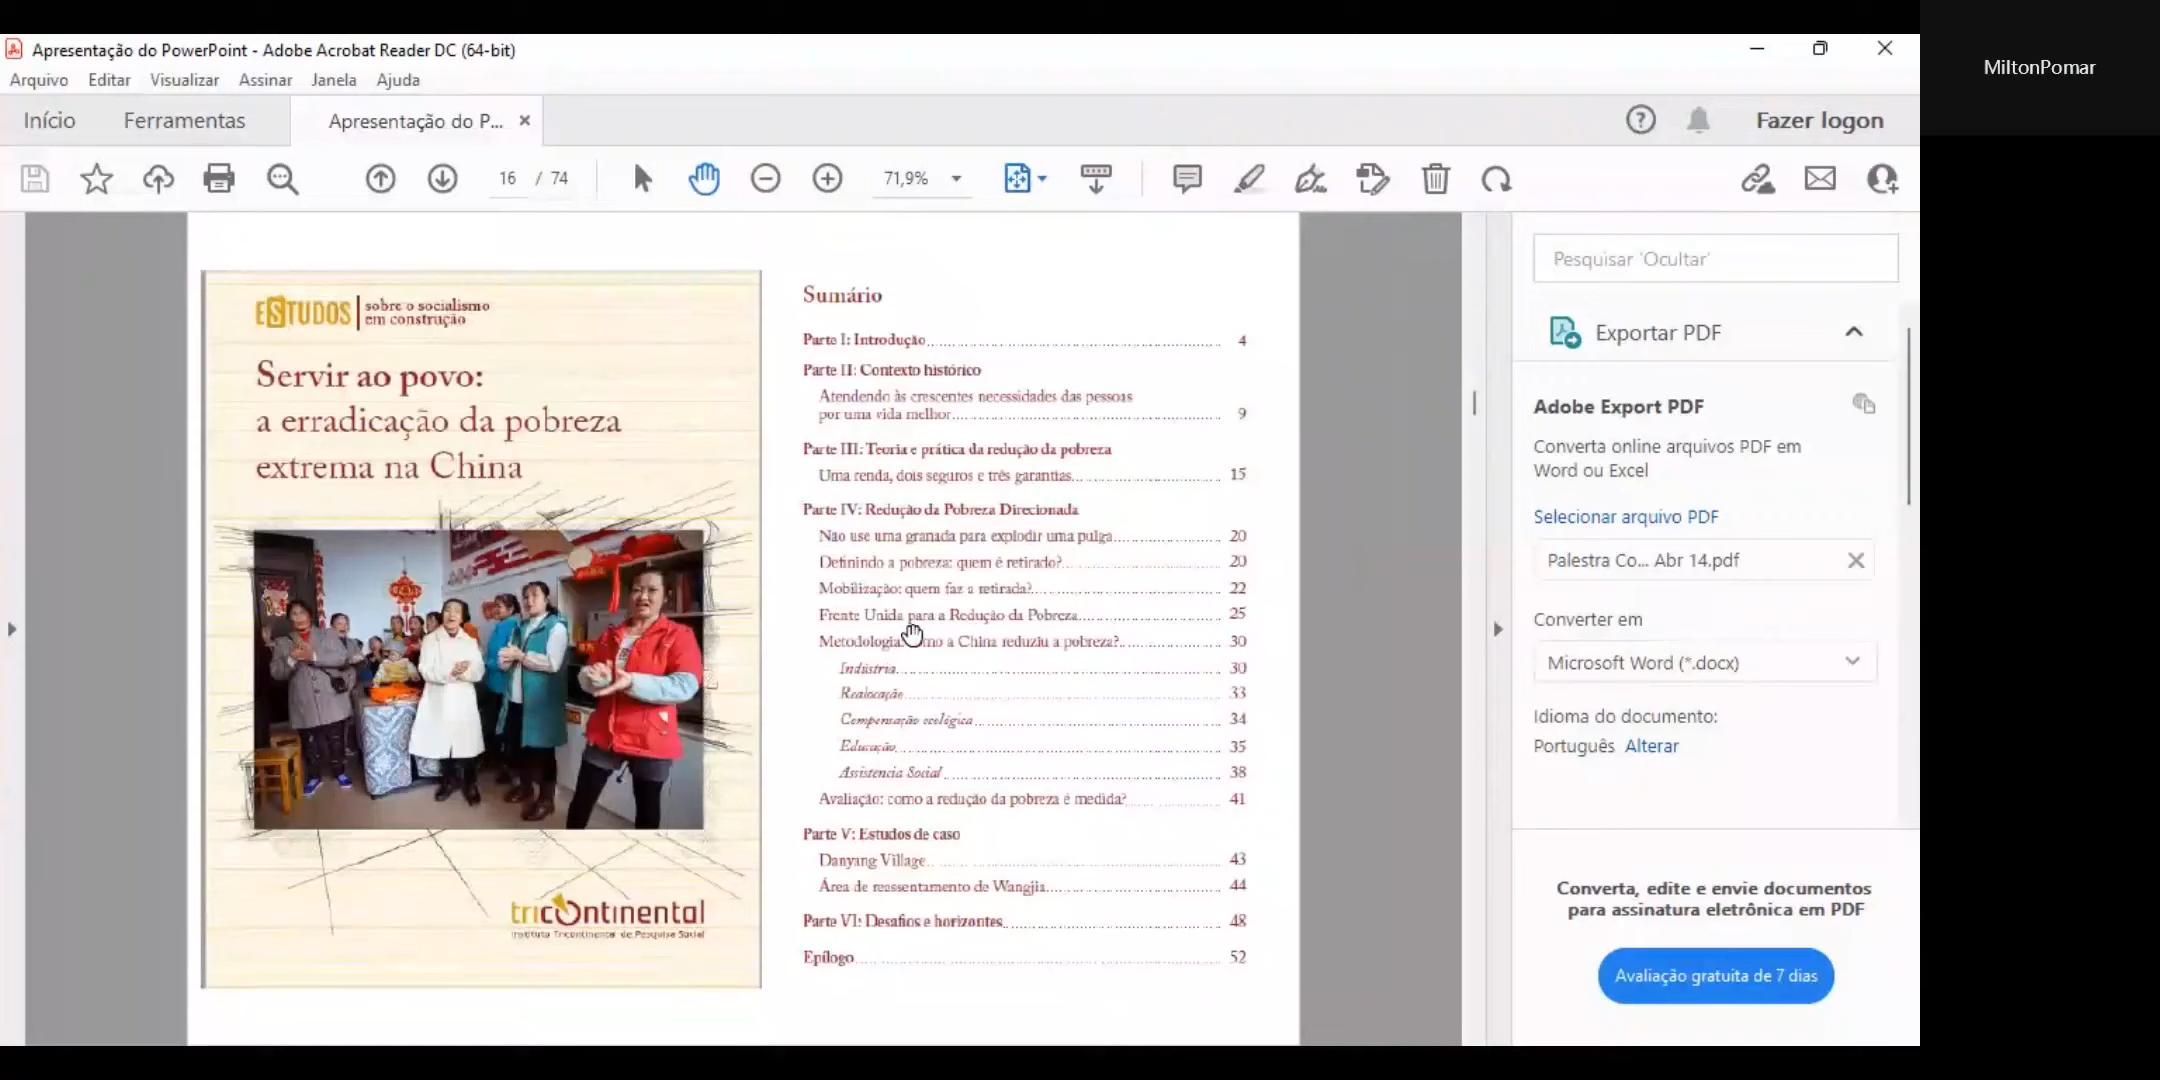 Apresentação do PowerPoint - Adobe Acrobat Reader DC (64-bit)
MiltonPomar
Arquivo Editar Visualizar Assinar Janela Ajuda
Início Ferramentas Apresentação do P... Fazer logon
16 / 74 71,9%
ESTUDOS sobre o socialismo
em construção
Servir ao povo:
a erradicação da pobreza
extrema na China
tricontinental
Instituto Tricontinental de Pesquisa Social
Sumário
Parte I: Introdução 4
Parte II: Contexto histórico
Atendendo às crescentes necessidades das pessoas
por uma vida melhor 9
Parte III: Teoria e prática da redução da pobreza
Uma renda, dois seguros e três garantias 15
Parte IV: Redução da Pobreza Direcionada
Não use uma granada para explodir uma pulga 20
Definindo a pobreza: quem é retirado? 20
Mobilização: quem faz a retirada? 22
Frente Unida para a Redução da Pobreza 25
Metodologia: a China reduziu a pobreza? 30
Indústria 30
Realocação 33
Compensação ecológica 34
Educação 35
Assistencia Social 38
Avaliação: como a redução da pobreza é medida? 41
Parte V: Estudos de caso
Danyang Village 43
Área de reassentamento de Wangjia 44
Parte VI: Desafios e horizontes 48
Epílogo 52
Pesquisar 'Ocultar'
Exportar PDF
Adobe Export PDF
Converta online arquivos PDF em
Word ou Excel
Selecionar arquivo PDF
Palestra Co... Abr 14.pdf
Converter em
Microsoft Word (*.docx)
Idioma do documento:
Português Alterar
Converta, edite e envie documentos
para assinatura eletrônica em PDF
Avaliação gratuita de 7 dias